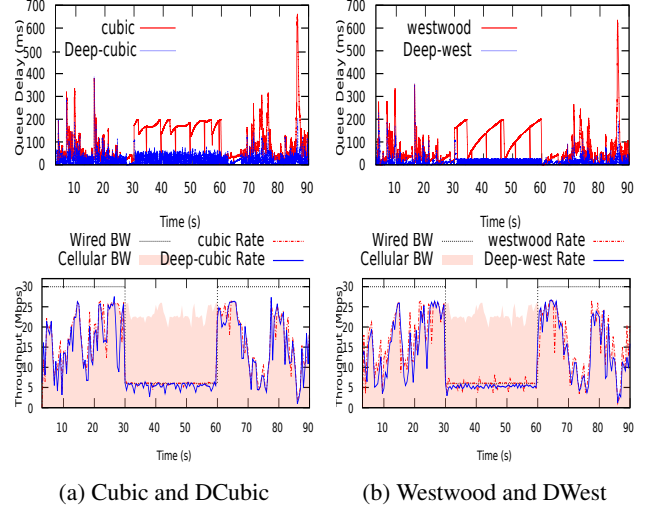 700
600
500
400
300
200
100
0
Queue Delay (ms)
cubic
Deep-cubic
10 20 30 40 50 60 70 80 90
Time (s)
700
600
500
400
300
200
100
0
Queue Delay (ms)
westwood
Deep-west
10 20 30 40 50 60 70 80 90
Time (s)
Wired BW cubic Rate
Cellular BW Deep-cubic Rate
30
25
20
15
10
5
0
Throughput (Mbps)
10 20 30 40 50 60 70 80 90
Time (s)
Wired BW westwood Rate
Cellular BW Deep-west Rate
30
25
20
15
10
5
0
Throughput (Mbps)
10 20 30 40 50 60 70 80 90
Time (s)
(a) Cubic and DCubic
(b) Westwood and DWest